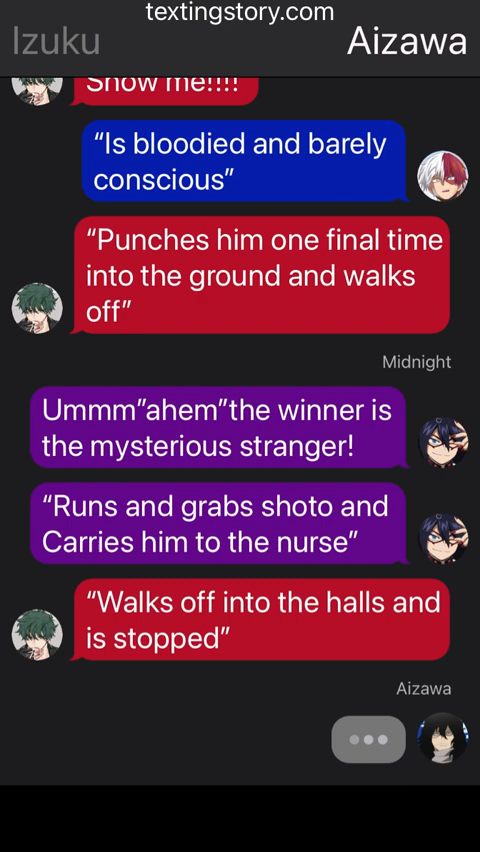 textingstory.com
Izuku
Aizawa
Show me!!!!
“Is bloodied and barely
conscious”
“Punches him one final time
into the ground and walks
off”
Midnight
Ummm”ahem”the winner is
the mysterious stranger!
“Runs and grabs shoto and
Carries him to the nurse”
“Walks off into the halls and
is stopped”
Aizawa